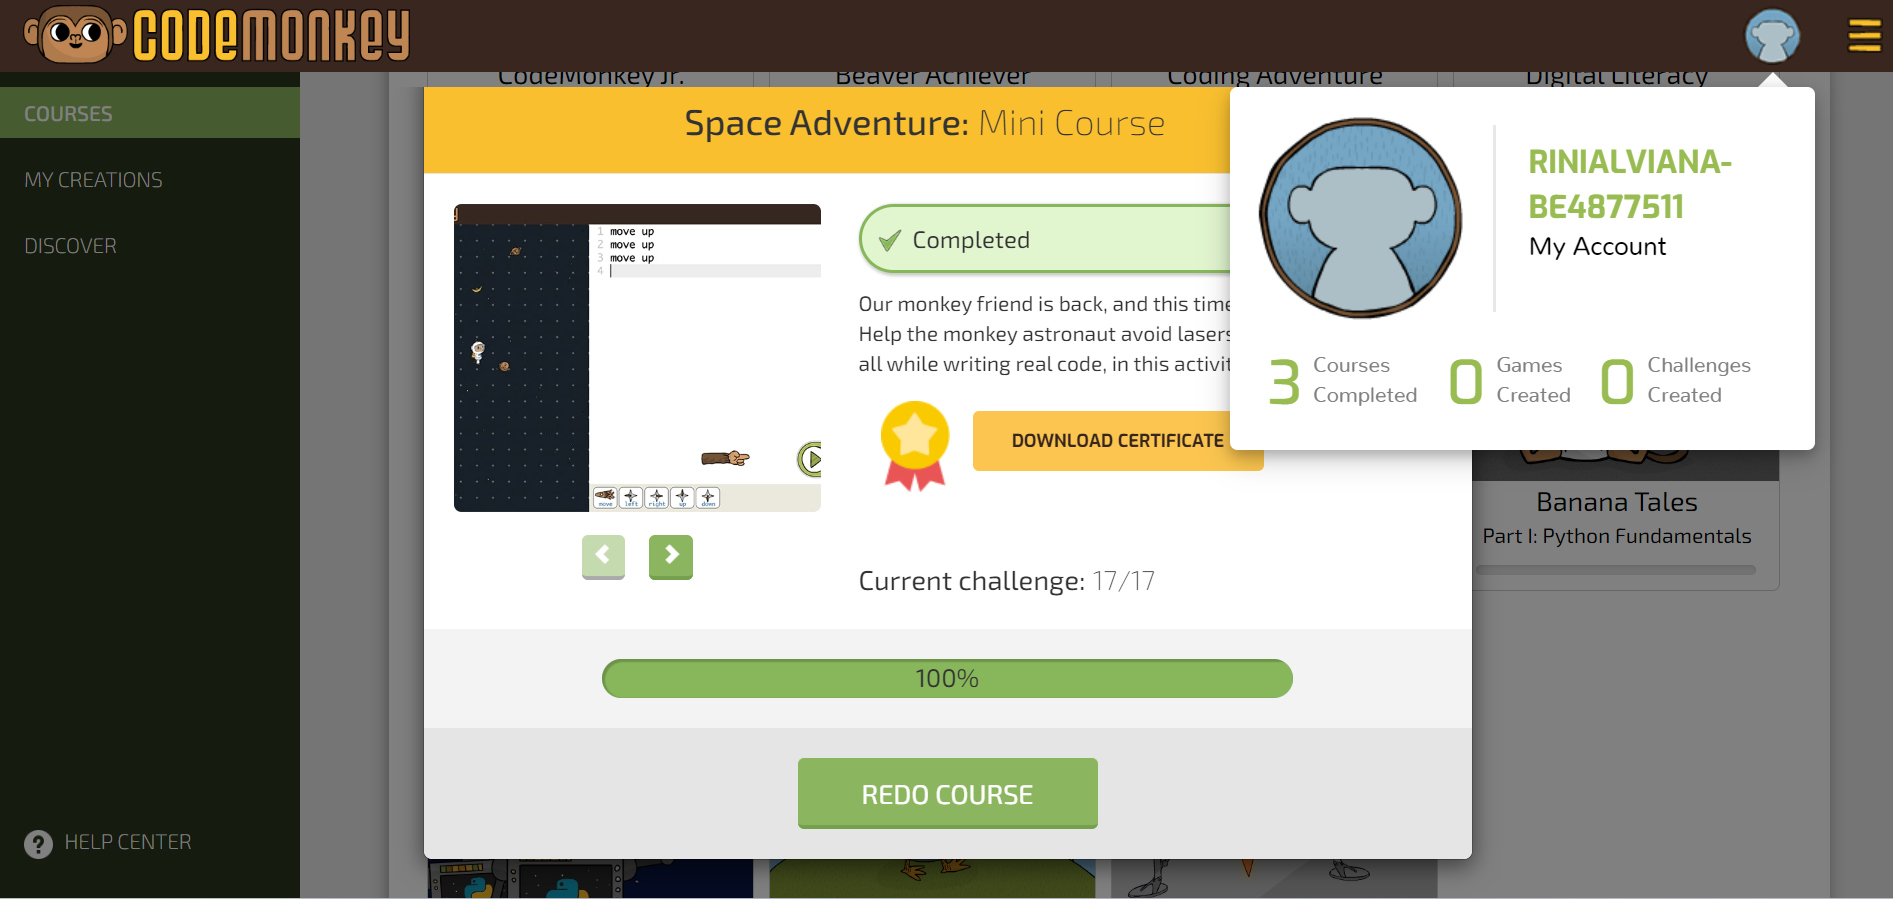 CODEMONKEY
CodeMonkey Jr.
Beaver Achiever
Coding Adventure
Digital Literacy
COURSES
MY CREATIONS
DISCOVER
HELP CENTER
Space Adventure: Mini Course
1 move up
2 move up
3 move up
4
move left right up down
Completed
Our monkey friend is back, and this time
Help the monkey astronaut avoid lasers
all while writing real code, in this activit
DOWNLOAD CERTIFICATE
Current challenge: 17/17
100%
REDO COURSE
RINIALVIANA-
BE4877511
My Account
3 Courses Completed
0 Games Created
0 Challenges Created
Banana Tales
Part I: Python Fundamentals